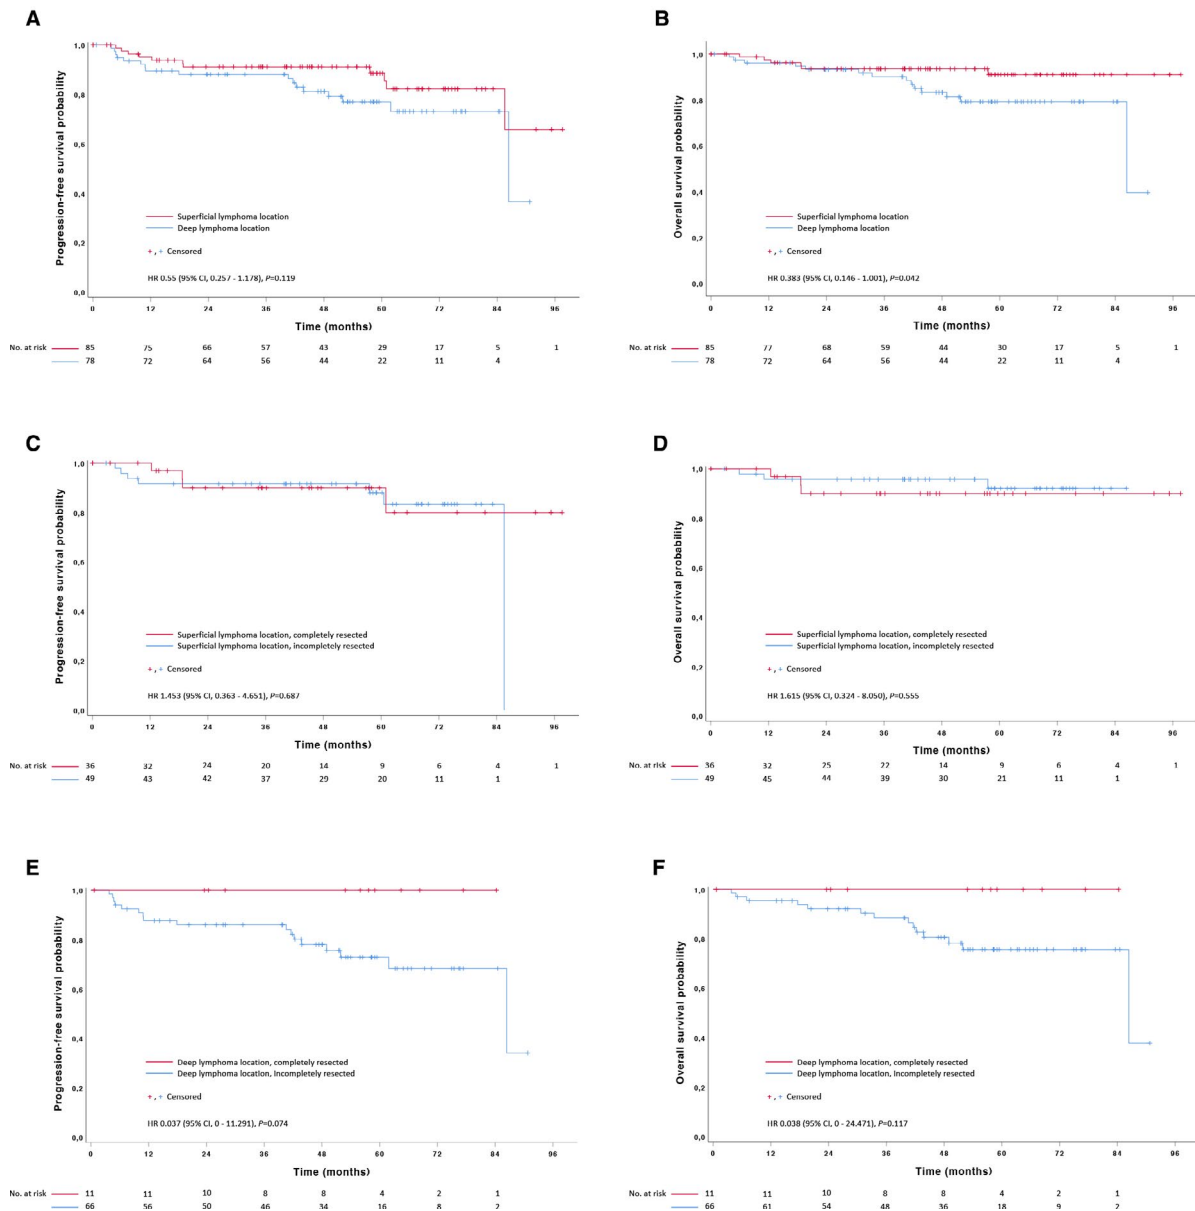 A
Progression-free survival probability
1,0
0,8
0,6
0,4
0,2
0,0
Superficial lymphoma location
Deep lymphoma location
+ , + Censored
HR 0.55 (95% CI, 0.257 - 1.178), P=0.119
0 12 24 36 48 60 72 84 96
Time (months)
No. at risk 85 75 66 57 43 29 17 5 1
78 72 64 56 44 22 11 4
B
Overall survival probability
1,0
0,8
0,6
0,4
0,2
0,0
Superficial lymphoma location
Deep lymphoma location
+ , + Censored
HR 0.383 (95% CI, 0.146 - 1.001), P=0.042
0 12 24 36 48 60 72 84 96
Time (months)
No. at risk 85 77 68 59 44 30 17 5 1
78 72 64 56 44 22 11 4
C
Progression-free survival probability
1,0
0,8
0,6
0,4
0,2
0,0
Superficial lymphoma location, completely resected
Superficial lymphoma location, incompletely resected
+ , + Censored
HR 1.453 (95% CI, 0.363 - 4.651), P=0.687
0 12 24 36 48 60 72 84 96
Time (months)
No. at risk 36 32 24 20 14 9 6 4 1
49 43 42 37 29 20 11 1
D
Overall survival probability
1,0
0,8
0,6
0,4
0,2
0,0
Superficial lymphoma location, completely resected
Superficial lymphoma location, incompletely resected
+ , + Censored
HR 1.615 (95% CI, 0.324 - 8.050), P=0.555
0 12 24 36 48 60 72 84 96
Time (months)
No. at risk 36 32 25 22 14 9 6 4 1
49 45 44 39 30 21 11 1
E
Progression-free survival probability
1,0
0,8
0,6
0,4
0,2
0,0
Deep lymphoma location, completely resected
Deep lymphoma location, Incompletely resected
+ , + Censored
HR 0.037 (95% CI, 0 - 11.291), P=0.074
0 12 24 36 48 60 72 84 96
Time (months)
No. at risk 11 11 10 8 8 4 2 1
66 56 50 46 34 16 8 2
F
Overall survival probability
1,0
0,8
0,6
0,4
0,2
0,0
Deep lymphoma location, completely resected
Deep lymphoma location, Incompletely resected
+ , + Censored
HR 0.038 (95% CI, 0 - 24.471), P=0.117
0 12 24 36 48 60 72 84 96
Time (months)
No. at risk 11 11 10 8 8 4 2 1
66 61 54 48 36 18 9 2